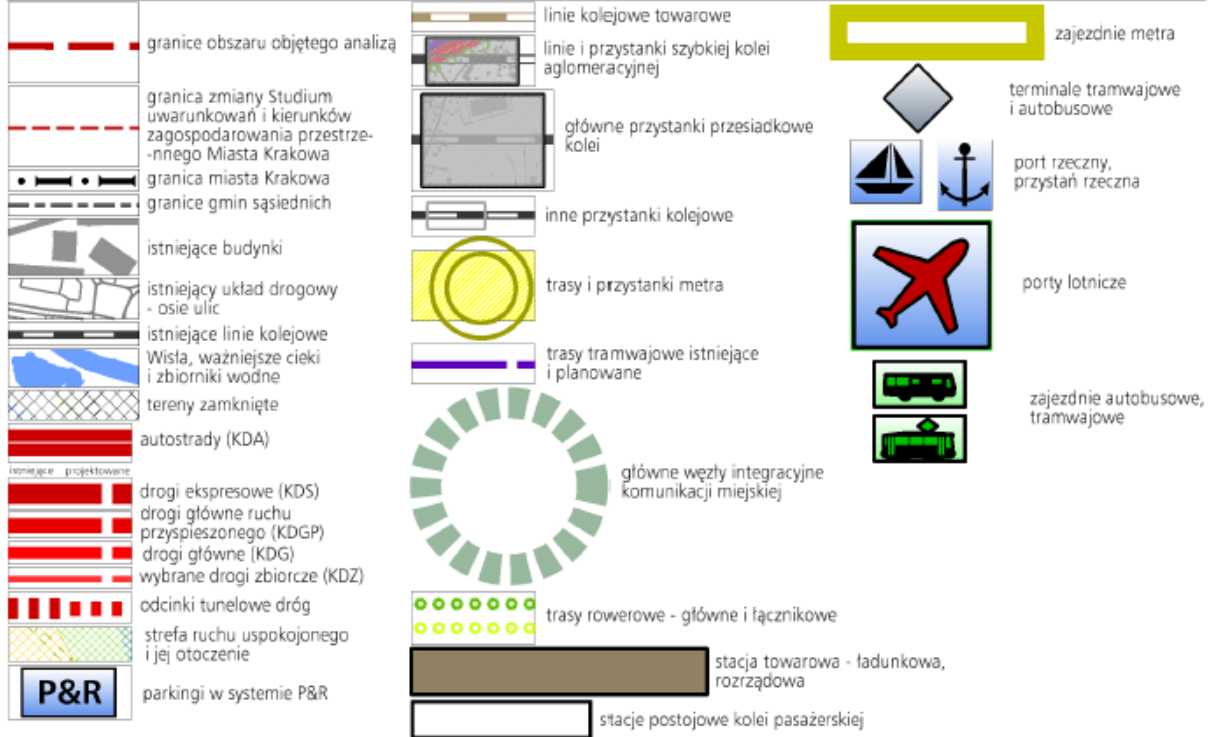 granice obszaru objętego analizą
granica zmiany Studium
uwarunkowań i kierunków
zagospodarowania przestrze-
-nnego Miasta Krakowa
granica miasta Krakowa
granice gmin sąsiednich
istniejące budynki
istniejący układ drogowy
- osie ulic
istniejące linie kolejowe
Wisła, ważniejsze cieki
i zbiorniki wodne
tereny zamknięte
autostrady (KDA)
istniejące projektowane
drogi ekspresowe (KDS)
drogi główne ruchu
przyspieszonego (KDGP)
drogi główne (KDG)
wybrane drogi zbiorcze (KDZ)
odcinki tunelowe dróg
strefa ruchu uspokojonego
i jej otoczenie
P&R
parkingi w systemie P&R
linie kolejowe towarowe
linie i przystanki szybkiej kolei
aglomeracyjnej
główne przystanki przesiadkowe
kolei
inne przystanki kolejowe
trasy i przystanki metra
trasy tramwajowe istniejące
i planowane
główne węzły integracyjne
komunikacji miejskiej
trasy rowerowe - główne i łącznikowe
stacja towarowa - ładunkowa,
rozrządowa
stacje postojowe kolei pasażerskiej
zajezdnie metra
terminale tramwajowe
i autobusowe
port rzeczny,
przystań rzeczna
porty lotnicze
zajezdnie autobusowe,
tramwajowe